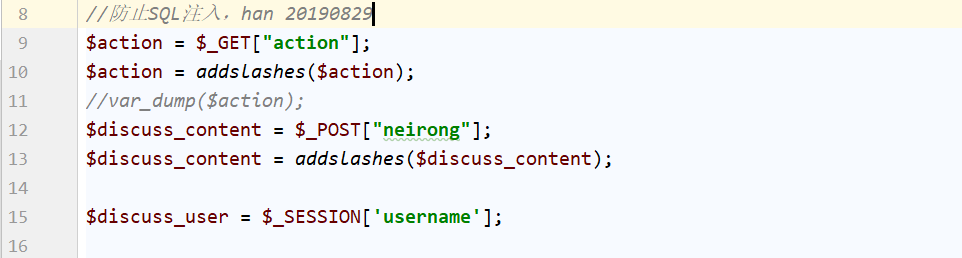 8 //防止SQL注入，han 20190829
9 $action = $_GET["action"];
10 $action = addslashes($action);
11 //var_dump($action);
12 $discuss_content = $_POST["neirong"];
13 $discuss_content = addslashes($discuss_content);
14
15 $discuss_user = $_SESSION['username'];
16